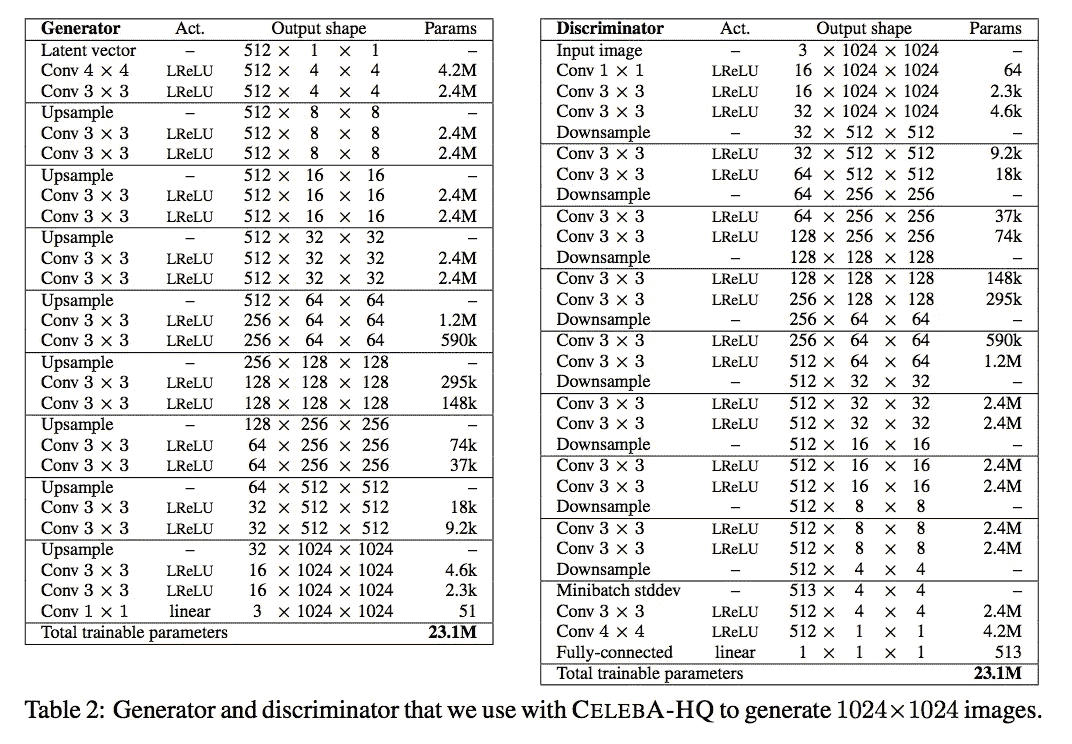 Generator Act. Output shape Params
Latent vector – 512 × 1 × 1 –
Conv 4 × 4 LReLU 512 × 4 × 4 4.2M
Conv 3 × 3 LReLU 512 × 4 × 4 2.4M
Upsample – 512 × 8 × 8 –
Conv 3 × 3 LReLU 512 × 8 × 8 2.4M
Conv 3 × 3 LReLU 512 × 8 × 8 2.4M
Upsample – 512 × 16 × 16 –
Conv 3 × 3 LReLU 512 × 16 × 16 2.4M
Conv 3 × 3 LReLU 512 × 16 × 16 2.4M
Upsample – 512 × 32 × 32 –
Conv 3 × 3 LReLU 512 × 32 × 32 2.4M
Conv 3 × 3 LReLU 512 × 32 × 32 2.4M
Upsample – 512 × 64 × 64 –
Conv 3 × 3 LReLU 256 × 64 × 64 1.2M
Conv 3 × 3 LReLU 256 × 64 × 64 590k
Upsample – 256 × 128 × 128 –
Conv 3 × 3 LReLU 128 × 128 × 128 295k
Conv 3 × 3 LReLU 128 × 128 × 128 148k
Upsample – 128 × 256 × 256 –
Conv 3 × 3 LReLU 64 × 256 × 256 74k
Conv 3 × 3 LReLU 64 × 256 × 256 37k
Upsample – 64 × 512 × 512 –
Conv 3 × 3 LReLU 32 × 512 × 512 18k
Conv 3 × 3 LReLU 32 × 512 × 512 9.2k
Upsample – 32 × 1024 × 1024 –
Conv 3 × 3 LReLU 16 × 1024 × 1024 4.6k
Conv 3 × 3 LReLU 16 × 1024 × 1024 2.3k
Conv 1 × 1 linear 3 × 1024 × 1024 51
Total trainable parameters 23.1M
Discriminator Act. Output shape Params
Input image – 3 × 1024 × 1024 –
Conv 1 × 1 LReLU 16 × 1024 × 1024 64
Conv 3 × 3 LReLU 16 × 1024 × 1024 2.3k
Conv 3 × 3 LReLU 32 × 1024 × 1024 4.6k
Downsample – 32 × 512 × 512 –
Conv 3 × 3 LReLU 32 × 512 × 512 9.2k
Conv 3 × 3 LReLU 64 × 512 × 512 18k
Downsample – 64 × 256 × 256 –
Conv 3 × 3 LReLU 64 × 256 × 256 37k
Conv 3 × 3 LReLU 128 × 256 × 256 74k
Downsample – 128 × 128 × 128 –
Conv 3 × 3 LReLU 128 × 128 × 128 148k
Conv 3 × 3 LReLU 256 × 128 × 128 295k
Downsample – 256 × 64 × 64 –
Conv 3 × 3 LReLU 256 × 64 × 64 590k
Conv 3 × 3 LReLU 512 × 64 × 64 1.2M
Downsample – 512 × 32 × 32 –
Conv 3 × 3 LReLU 512 × 32 × 32 2.4M
Conv 3 × 3 LReLU 512 × 32 × 32 2.4M
Downsample – 512 × 16 × 16 –
Conv 3 × 3 LReLU 512 × 16 × 16 2.4M
Conv 3 × 3 LReLU 512 × 16 × 16 2.4M
Downsample – 512 × 8 × 8 –
Conv 3 × 3 LReLU 512 × 8 × 8 2.4M
Conv 3 × 3 LReLU 512 × 8 × 8 2.4M
Downsample – 512 × 4 × 4 –
Minibatch stddev – 513 × 4 × 4 –
Conv 3 × 3 LReLU 512 × 4 × 4 2.4M
Conv 4 × 4 LReLU 512 × 1 × 1 4.2M
Fully-connected linear 1 × 1 × 1 513
Total trainable parameters 23.1M
Table 2: Generator and discriminator that we use with CELEBA-HQ to generate 1024×1024 images.